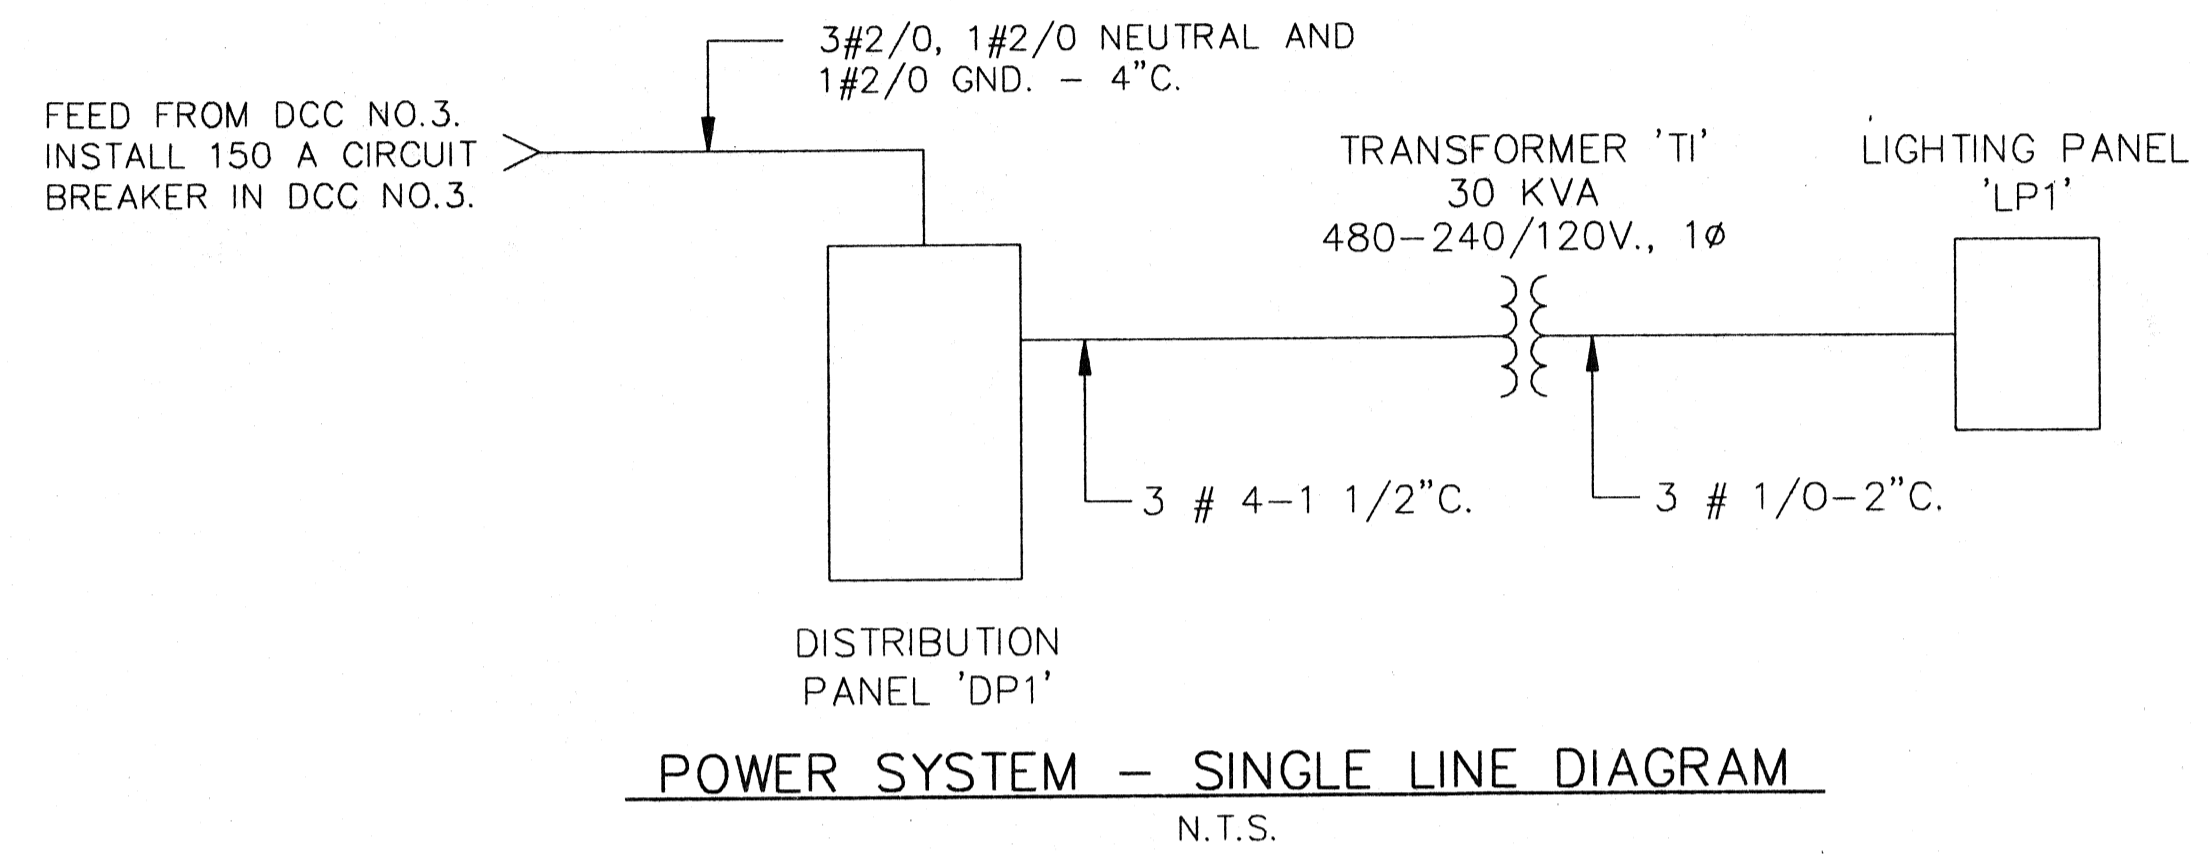 3#2/0, 1#2/0 NEUTRAL AND
1#2/0 GND. – 4"C.
FEED FROM DCC NO.3.
INSTALL 150 A CIRCUIT
BREAKER IN DCC NO.3.
TRANSFORMER 'TI'
30 KVA
480–240/120V., 1ø
LIGHTING PANEL
'LP1'
3 # 4–1 1/2"C.
3 # 1/0–2"C.
DISTRIBUTION
PANEL 'DP1'
POWER SYSTEM – SINGLE LINE DIAGRAM
N.T.S.